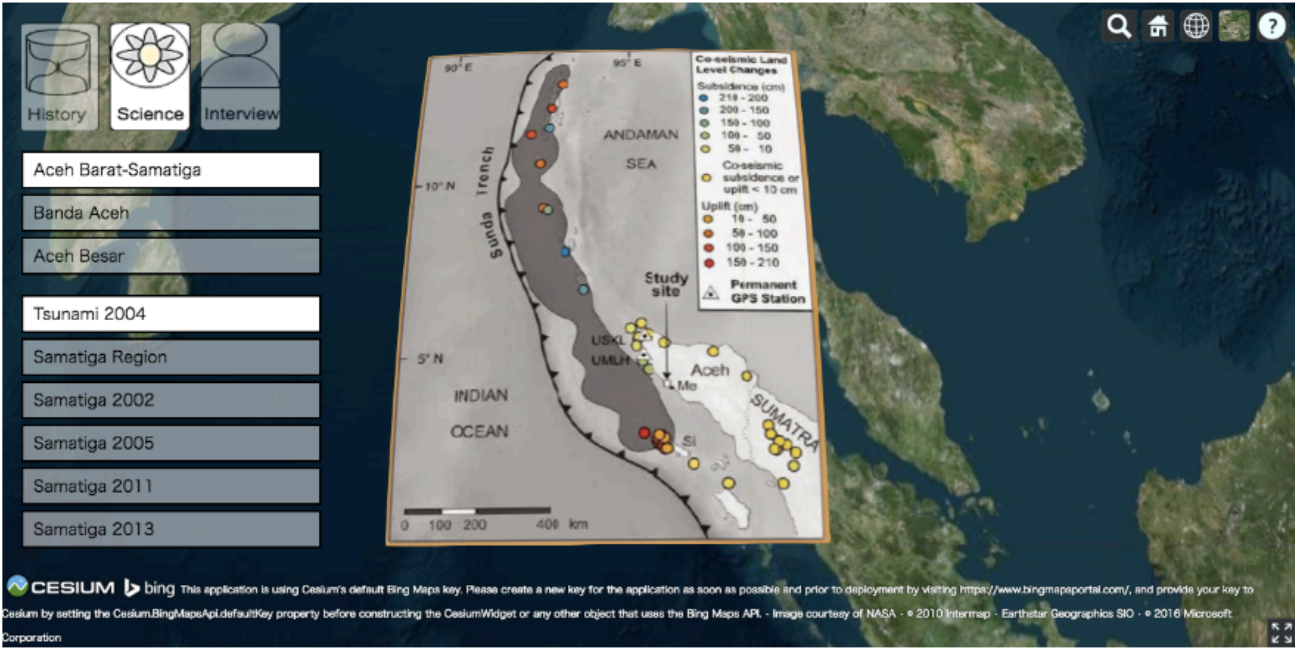 History
Science
Interview
Aceh Barat-Samatiga
Banda Aceh
Aceh Besar
Tsunami 2004
Samatiga Region
Samatiga 2002
Samatiga 2005
Samatiga 2011
Samatiga 2013
90° E
95° E
Co-seismic Land
Level Changes
Subsidence (cm)
210 - 200
200 - 150
150 - 100
100 - 50
50 - 10
Co-seismic
subsidence or
uplift < 10 cm
Uplift (cm)
10 - 50
50 - 100
100 - 150
150 - 210
Permanent
GPS Station
ANDAMAN
SEA
10° N
Sunda Trench
Study
site
USKL
UMLH
5° N
Aceh
Me
SUMATRA
INDIAN
OCEAN
Si
0 100 200 400 km
?
CESIUM bing This application is using Cesium's default Bing Maps key. Please create a new key for the application as soon as possible and prior to deployment by visiting https://www.bingmapsportal.com/, and provide your key to
Cesium by setting the Cesium.BingMapsApi.defaultKey property before constructing the CesiumWidget or any other object that uses the Bing Maps API. - Image courtesy of NASA - © 2010 Intermap - Earthstar Geographics SIO - © 2016 Microsoft
Corporation